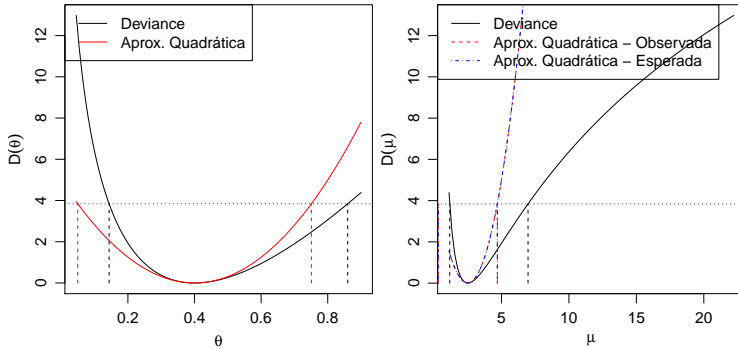 Deviance
Aprox. Quadrática
D(θ)
0
2
4
6
8
10
12
0.2
0.4
0.6
0.8
θ
Deviance
Aprox. Quadrática − Observada
Aprox. Quadrática − Esperada
D(μ)
0
2
4
6
8
10
12
5
10
15
20
μ